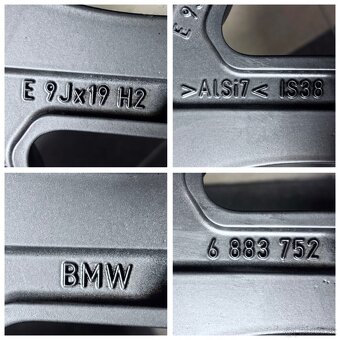 E 9Jx19 H2
>AlSi7< IS38
BMW
6 883 752